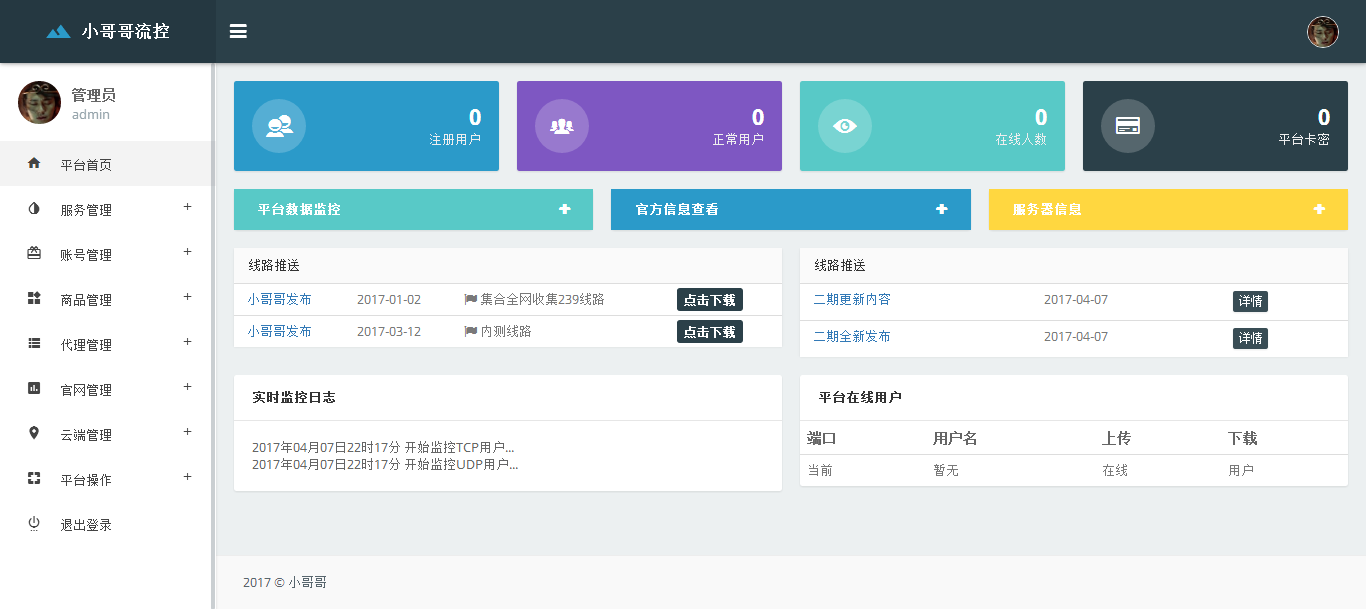 小哥哥流控
管理员
admin
平台首页
服务管理 +
账号管理 +
商品管理 +
代理管理 +
官网管理 +
云端管理 +
平台操作 +
退出登录
0
注册用户
0
正常用户
0
在线人数
0
平台卡密
平台数据监控
官方信息查看
服务器信息
线路推送
小哥哥发布 2017-01-02 集合全网收集239线路 点击下载
小哥哥发布 2017-03-12 内测线路 点击下载
线路推送
二期更新内容 2017-04-07 详情
二期全新发布 2017-04-07 详情
实时监控日志
2017年04月07日22时17分 开始监控TCP用户...
2017年04月07日22时17分 开始监控UDP用户...
平台在线用户
端口 用户名 上传 下载
当前 暂无 在线 用户
2017 © 小哥哥